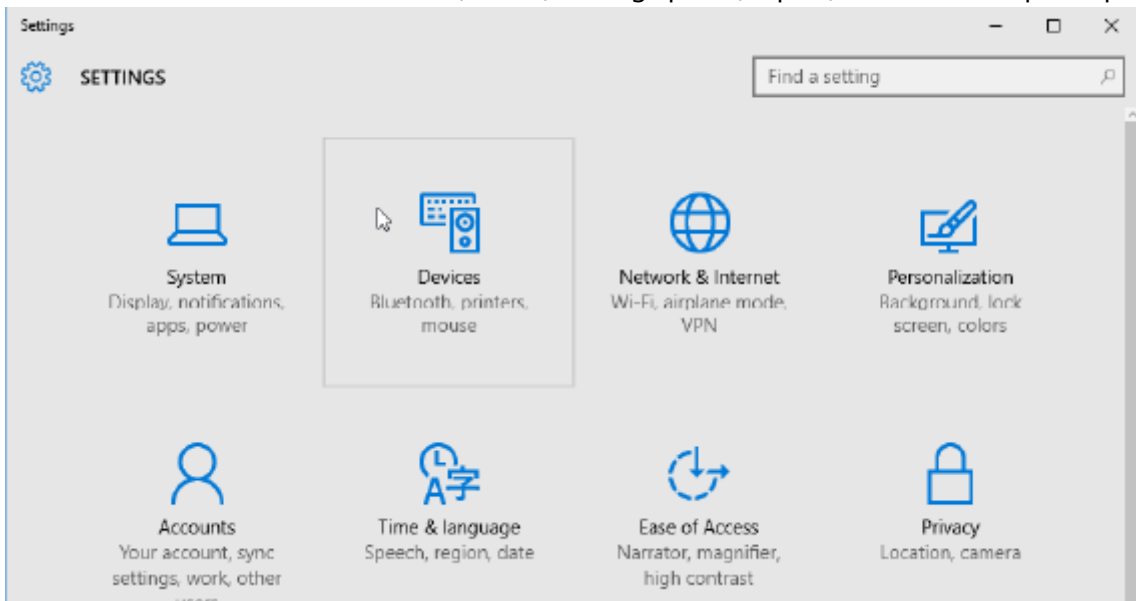 Settings
SETTINGS
Find a setting
System
Display, notifications,
apps, power
Devices
Bluetooth, printers,
mouse
Network & Internet
Wi-Fi, airplane mode,
VPN
Personalization
Background, lock
screen, colors
Accounts
Your account, sync
settings, work, other
users
Time & language
Speech, region, date
Ease of Access
Narrator, magnifier,
high contrast
Privacy
Location, camera